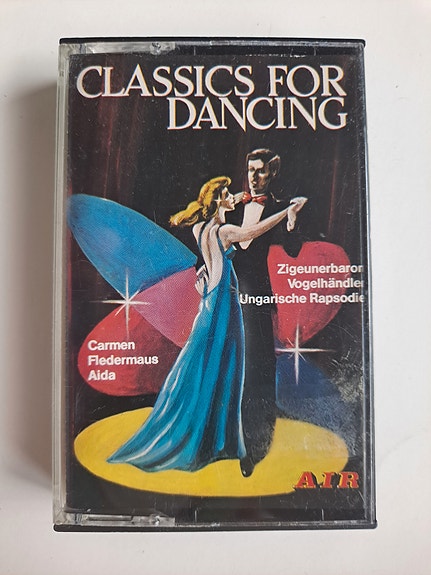 CLASSICS FOR
DANCING
Zigeunerbaron
Vogelhändler
Ungarische Rapsodie
Carmen
Fledermaus
Aida
AIR